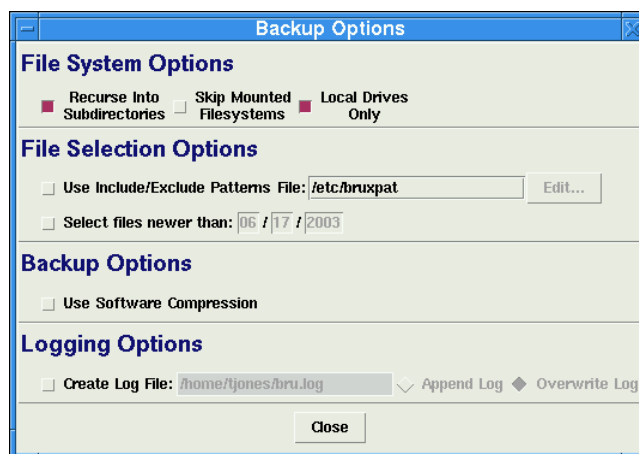 Backup Options
File System Options
Recurse Into Subdirectories
Skip Mounted Filesystems
Local Drives Only
File Selection Options
Use Include/Exclude Patterns File: /etc/bruxpat Edit...
Select files newer than: 06 / 17 / 2003
Backup Options
Use Software Compression
Logging Options
Create Log File: /home/tjones/bru.log Append Log Overwrite Log
Close